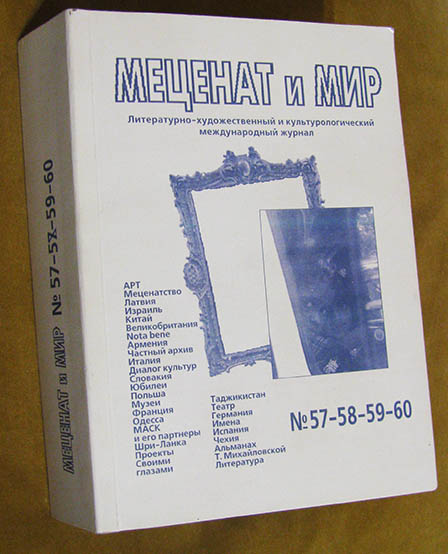 МЕЦЕНАТ и МИР
Литературно-художественный и культурологический
международный журнал
АРТ
Меценатство
Латвия
Израиль
Китай
Великобритания
Nota bene
Армения
Частный архив
Италия
Диалог культур
Словакия
Юбилеи
Польша
Музеи
Франция
Одесса
МАСК
и его партнеры
Шри-Ланка
Проекты
Своими
глазами
Таджикистан
Театр
Германия
Имена
Испания
Чехия
Альманах
Т. Михайловской
Литература
№57-58-59-60
МЕЦЕНАТ и МИР № 57-58-59-60